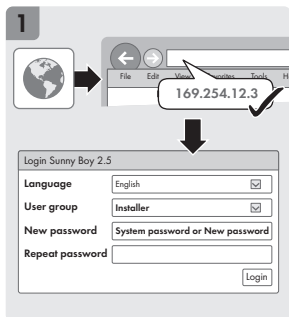 1
File Edit View Favorites Tools H
169.254.12.3
Login Sunny Boy 2.5
Language English
User group Installer
New password System password or New password
Repeat password
Login